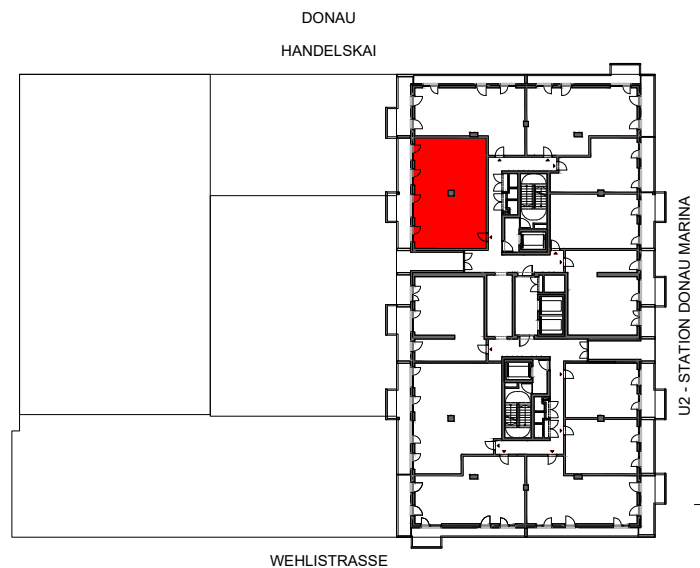 DONAU
HANDELSKAI
U2 - STATION DONAU MARINA
WEHLISTRASSE